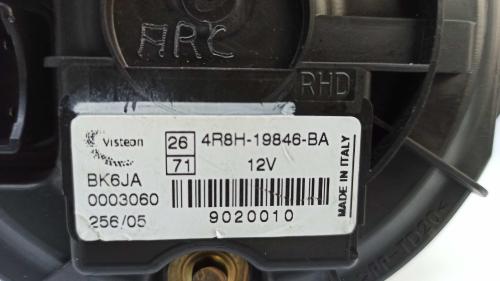 ARC
RHD
Visteon
26
71
4R8H-19846-BA
12V
BK6JA
0003060
256/05
9020010
MADE IN ITALY